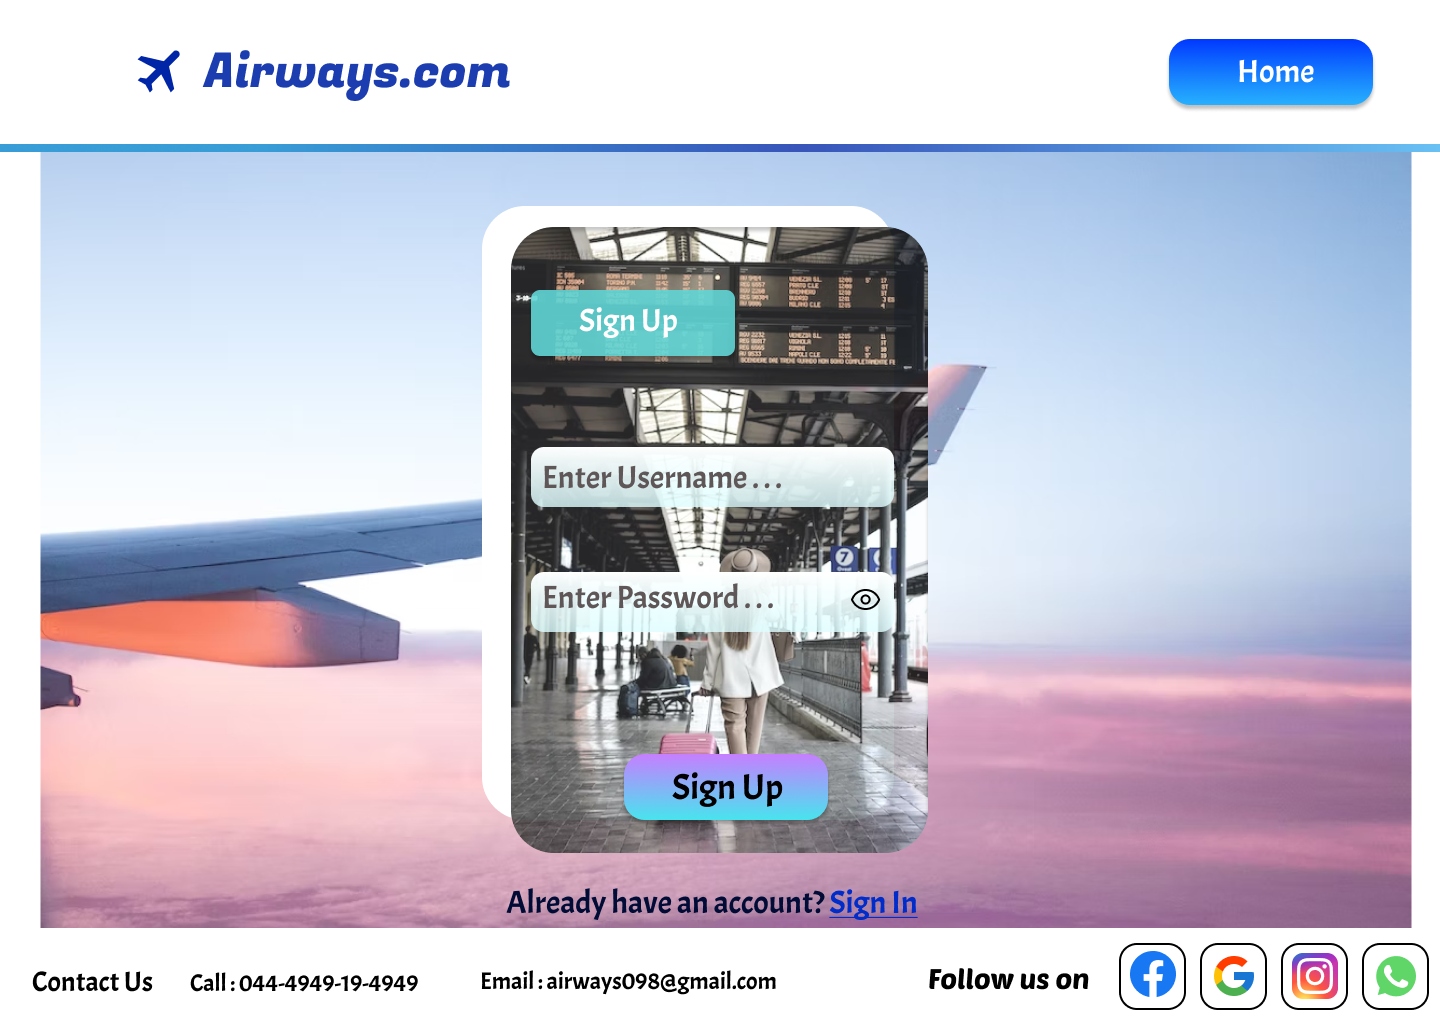 Airways.com
Home
Sign Up
Enter Username . . .
7
Enter Password . . .
Sign Up
Already have an account? Sign In
Contact Us
Call : 044-4949-19-4949
Email : airways098@gmail.com
Follow us on